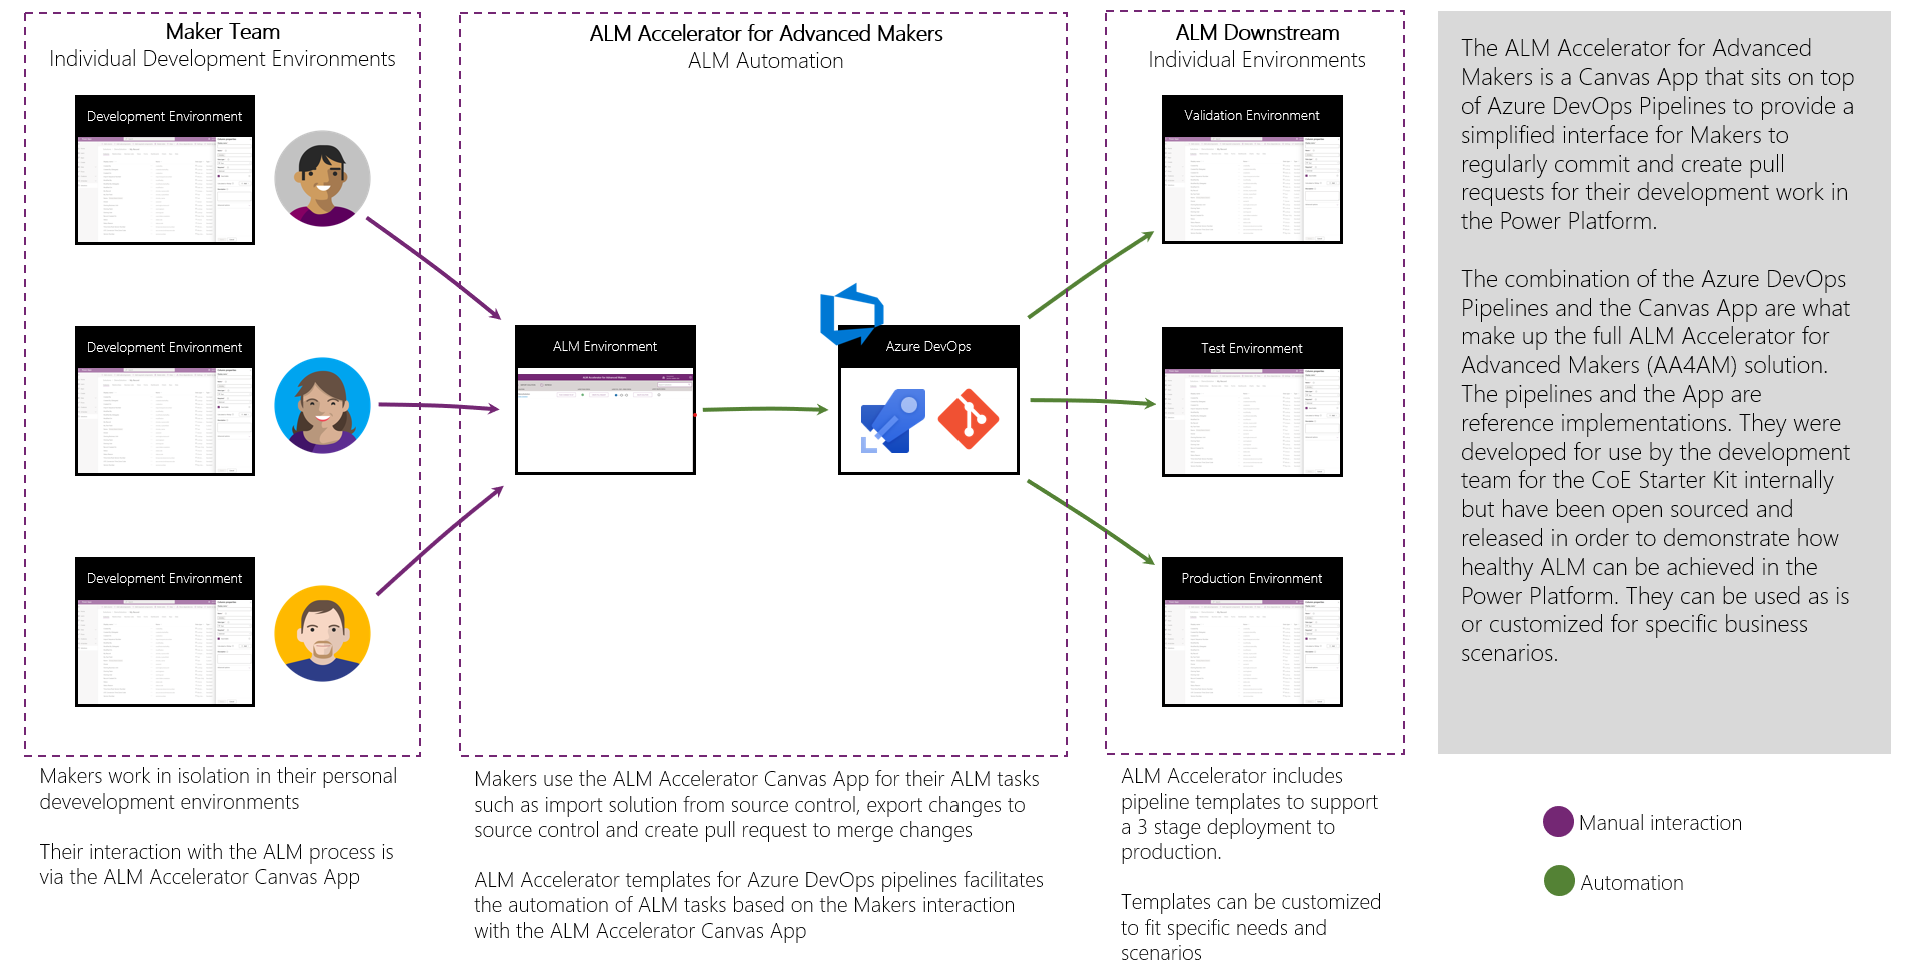 Maker Team
Individual Development Environments
Development Environment
Development Environment
Development Environment
Makers work in isolation in their personal
devevelopment environments
Their interaction with the ALM process is
via the ALM Accelerator Canvas App
ALM Accelerator for Advanced Makers
ALM Automation
ALM Environment
Azure DevOps
Makers use the ALM Accelerator Canvas App for their ALM tasks
such as import solution from source control, export changes to
source control and create pull request to merge changes
ALM Accelerator templates for Azure DevOps pipelines facilitates
the automation of ALM tasks based on the Makers interaction
with the ALM Accelerator Canvas App
ALM Downstream
Individual Environments
Validation Environment
Test Environment
Production Environment
ALM Accelerator includes
pipeline templates to support
a 3 stage deployment to
production.
Templates can be customized
to fit specific needs and
scenarios
The ALM Accelerator for Advanced
Makers is a Canvas App that sits on top
of Azure DevOps Pipelines to provide a
simplified interface for Makers to
regularly commit and create pull
requests for their development work in
the Power Platform.
The combination of the Azure DevOps
Pipelines and the Canvas App are what
make up the full ALM Accelerator for
Advanced Makers (AA4AM) solution.
The pipelines and the App are
reference implementations. They were
developed for use by the development
team for the CoE Starter Kit internally
but have been open sourced and
released in order to demonstrate how
healthy ALM can be achieved in the
Power Platform. They can be used as is
or customized for specific business
scenarios.
Manual interaction
Automation